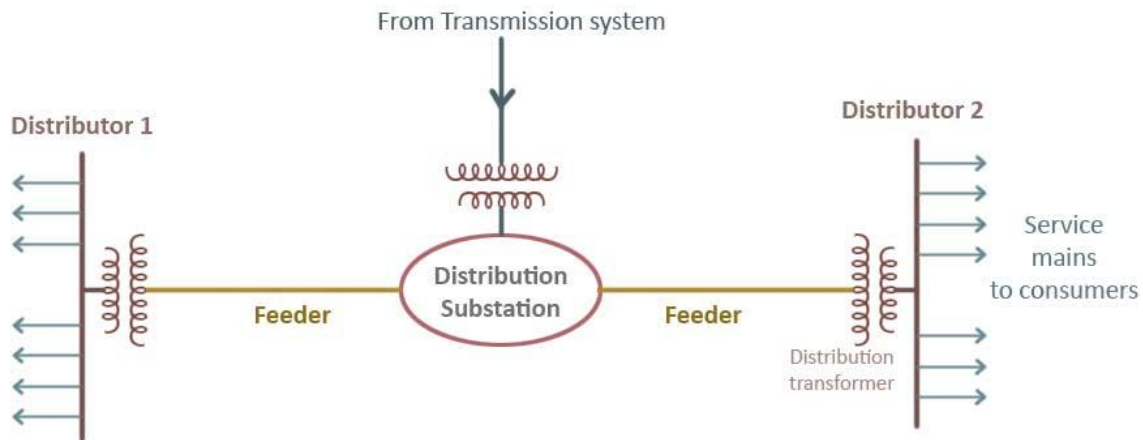 From Transmission system
Distributor 1
Distributor 2
Distribution
Substation
Feeder
Feeder
Service
mains
to consumers
Distribution
transformer